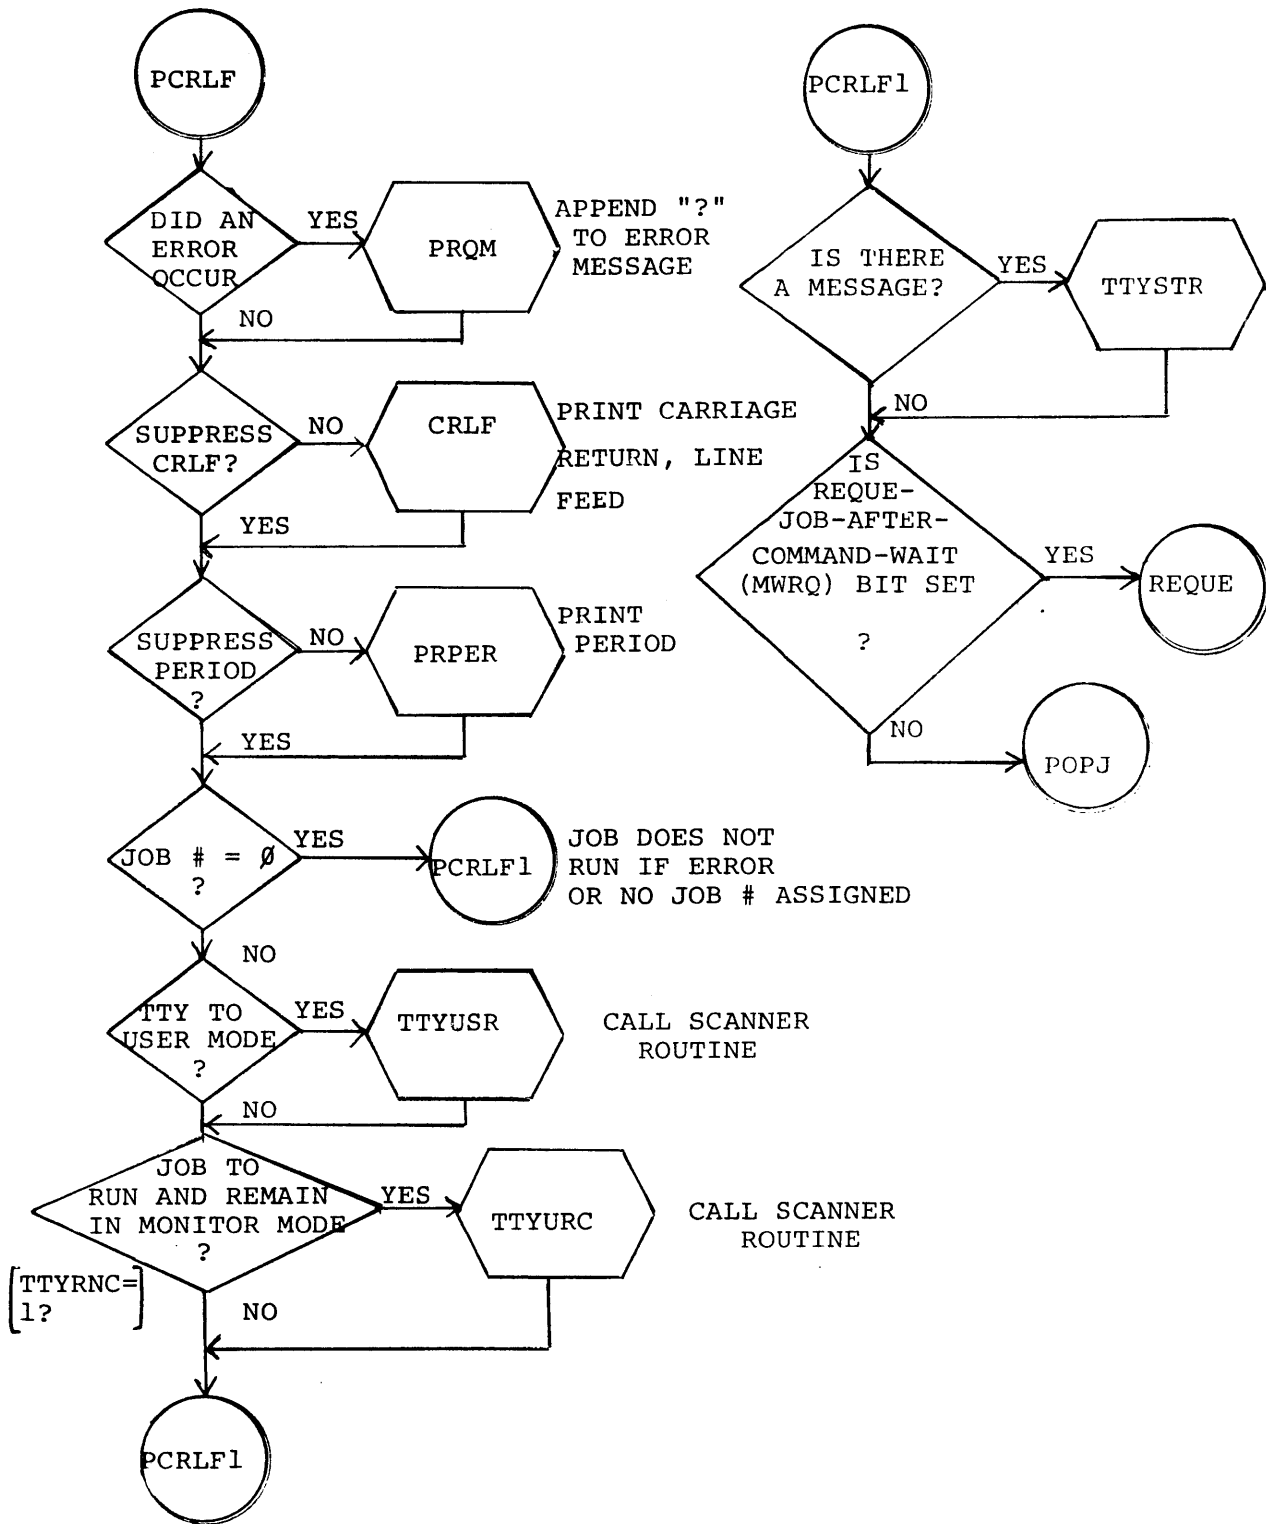 PCRLF
DID AN
ERROR
OCCUR
YES
PRQM
APPEND "?"
TO ERROR
MESSAGE
NO
SUPPRESS
CRLF?
NO
CRLF
PRINT CARRIAGE
RETURN, LINE
FEED
YES
SUPPRESS
PERIOD
?
NO
PRPER
PRINT
PERIOD
YES
JOB # = Ø
?
YES
PCRLF1
JOB DOES NOT
RUN IF ERROR
OR NO JOB # ASSIGNED
NO
TTY TO
USER MODE
?
YES
TTYUSR
CALL SCANNER
ROUTINE
NO
JOB TO
RUN AND REMAIN
IN MONITOR MODE
?
[TTYRNC=
1?]
YES
TTYURC
CALL SCANNER
ROUTINE
NO
PCRLF1
PCRLF1
IS THERE
A MESSAGE?
YES
TTYSTR
NO
IS
REQUE-
JOB-AFTER-
COMMAND-WAIT
(MWRQ) BIT SET
?
YES
REQUE
NO
POPJ